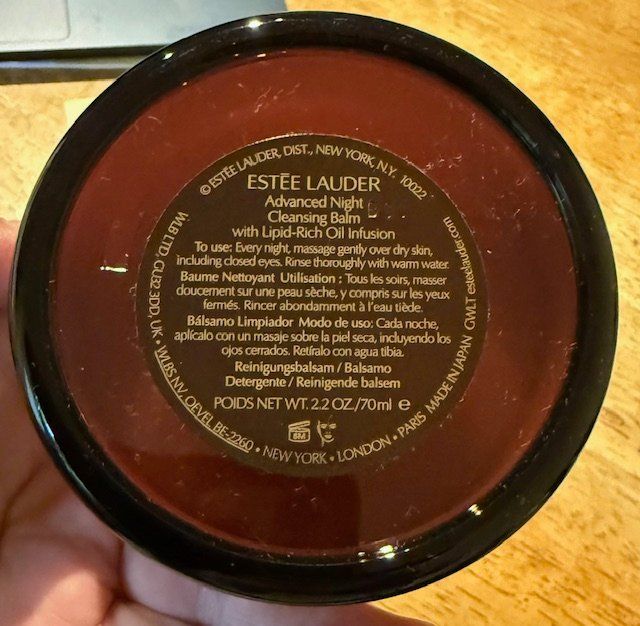 © ESTĒE LAUDER, DIST., NEW YORK, N.Y. 10022
ESTĒE LAUDER
Advanced Night
Cleansing Balm
with Lipid-Rich Oil Infusion
To use: Every night, massage gently over dry skin,
including closed eyes. Rinse thoroughly with warm water.
Baume Nettoyant Utilisation : Tous les soirs, masser
doucement sur une peau sèche, y compris sur les yeux
fermés. Rincer abondamment à l'eau tiède.
Bálsamo Limpiador Modo de uso: Cada noche,
aplícalo con un masaje sobre la piel seca, incluyendo los
ojos cerrados. Retíralo con agua tibia.
Reinigungsbalsam / Balsamo
Detergente / Reinigende balsem
POIDS NET WT. 2.2 OZ./70ml ℮
6M
WLB LTD, GU32 3DD, UK • WLBS NV, OEVEL BE-2260 • NEW YORK • LONDON • PARIS MADE IN JAPAN GWLT esteelauder.com